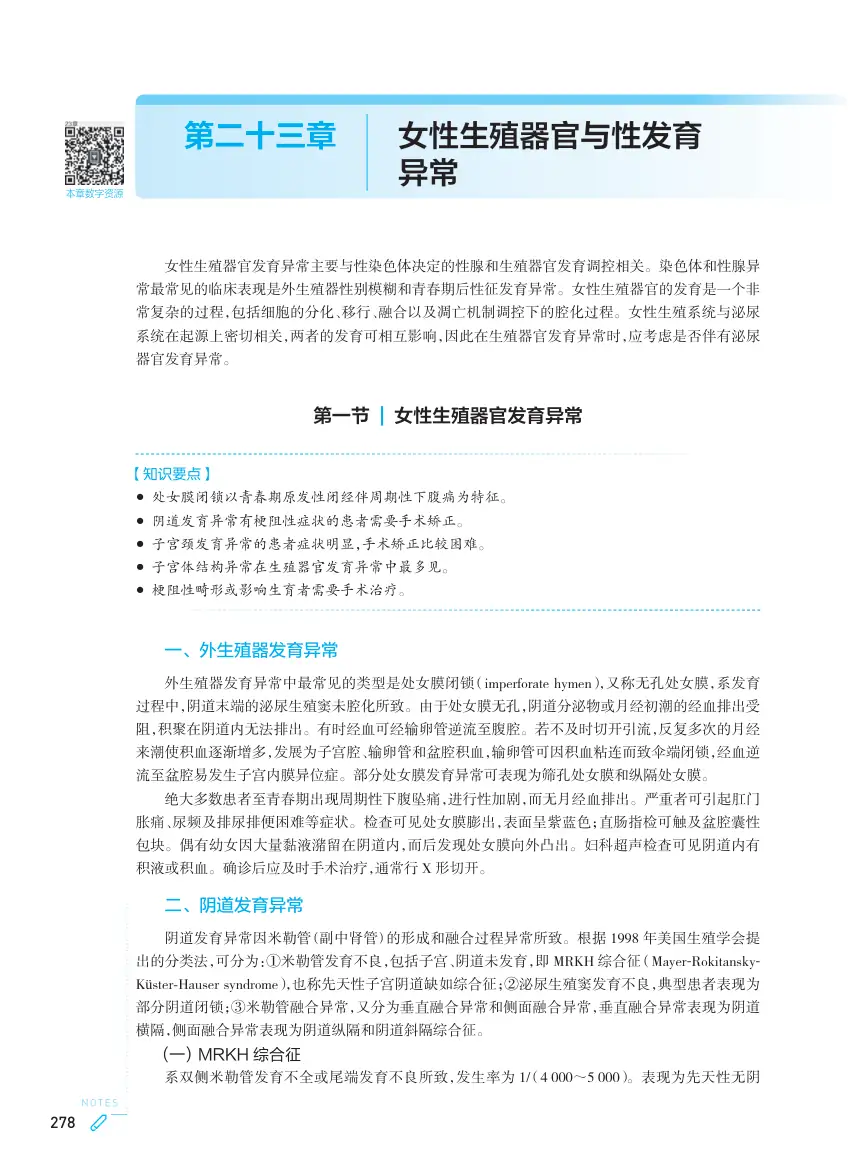 23章
本章数字资源
第二十三章
女性生殖器官与性发育
异常
女性生殖器官发育异常主要与性染色体决定的性腺和生殖器官发育调控相关。染色体和性腺异
常最常见的临床表现是外生殖器性别模糊和青春期后性征发育异常。女性生殖器官的发育是一个非
常复杂的过程,包括细胞的分化、移行、融合以及凋亡机制调控下的腔化过程。女性生殖系统与泌尿
系统在起源上密切相关,两者的发育可相互影响,因此在生殖器官发育异常时,应考虑是否伴有泌尿
器官发育异常。
第一节 | 女性生殖器官发育异常
【知识要点】
● 处女膜闭锁以青春期原发性闭经伴周期性下腹痛为特征。
● 阴道发育异常有梗阻性症状的患者需要手术矫正。
● 子宫颈发育异常的患者症状明显,手术矫正比较困难。
● 子宫体结构异常在生殖器官发育异常中最多见。
● 梗阻性畸形或影响生育者需要手术治疗。
一、外生殖器发育异常
外生殖器发育异常中最常见的类型是处女膜闭锁(imperforate hymen),又称无孔处女膜,系发育
过程中,阴道末端的泌尿生殖窦未腔化所致。由于处女膜无孔,阴道分泌物或月经初潮的经血排出受
阻,积聚在阴道内无法排出。有时经血可经输卵管逆流至腹腔。若不及时切开引流,反复多次的月经
来潮使积血逐渐增多,发展为子宫腔、输卵管和盆腔积血,输卵管可因积血粘连而致伞端闭锁,经血逆
流至盆腔易发生子宫内膜异位症。部分处女膜发育异常可表现为筛孔处女膜和纵隔处女膜。
绝大多数患者至青春期出现周期性下腹坠痛,进行性加剧,而无月经血排出。严重者可引起肛门
胀痛、尿频及排尿排便困难等症状。检查可见处女膜膨出,表面呈紫蓝色;直肠指检可触及盆腔囊性
包块。偶有幼女因大量黏液潴留在阴道内,而后发现处女膜向外凸出。妇科超声检查可见阴道内有
积液或积血。确诊后应及时手术治疗,通常行 X 形切开。
二、阴道发育异常
阴道发育异常因米勒管(副中肾管)的形成和融合过程异常所致。根据 1998 年美国生殖学会提
出的分类法,可分为:①米勒管发育不良,包括子宫、阴道未发育,即 MRKH 综合征(Mayer-Rokitansky-
Küster-Hauser syndrome),也称先天性子宫阴道缺如综合征;②泌尿生殖窦发育不良,典型患者表现为
部分阴道闭锁;③米勒管融合异常,又分为垂直融合异常和侧面融合异常,垂直融合异常表现为阴道
横隔,侧面融合异常表现为阴道纵隔和阴道斜隔综合征。
(一)MRKH 综合征
系双侧米勒管发育不全或尾端发育不良所致,发生率为 1/(4 000～5 000)。表现为先天性无阴
NOTES
278